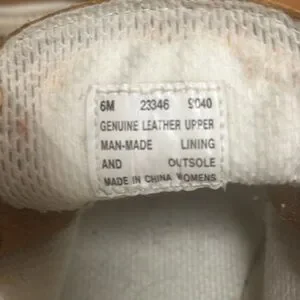 6M 23346 9040
GENUINE LEATHER UPPER
MAN-MADE LINING
AND OUTSOLE
MADE IN CHINA WOMENS